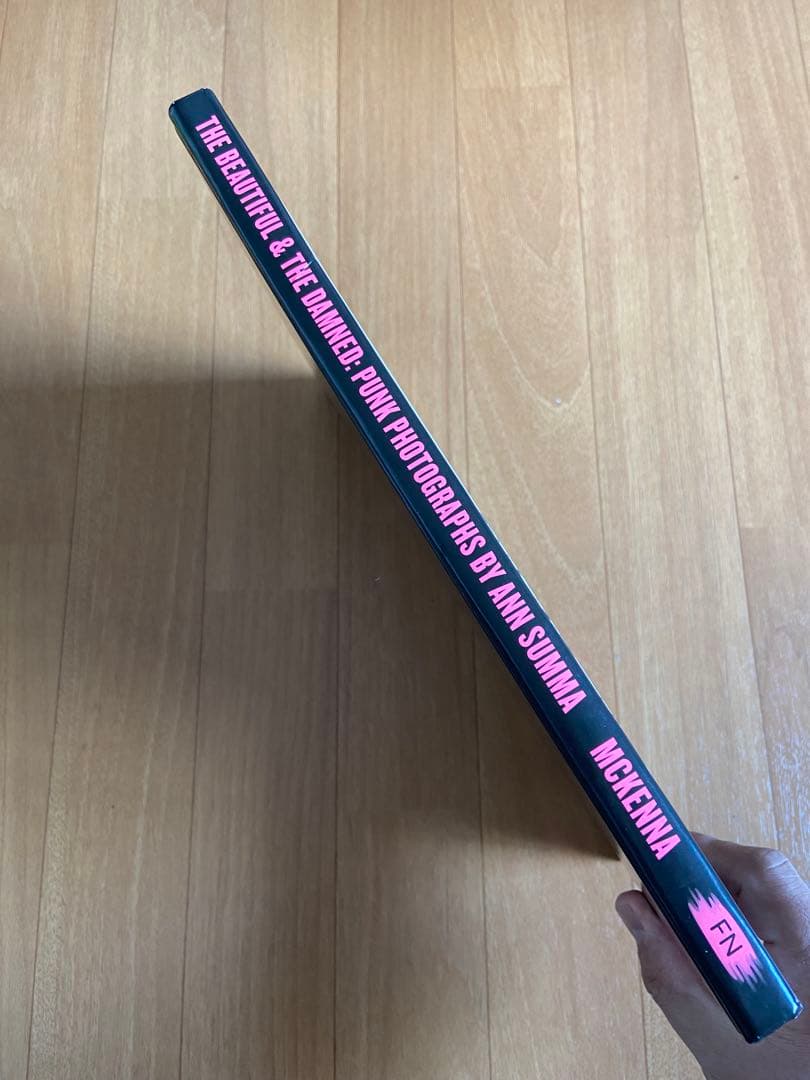 THE BEAUTIFUL & THE DAMNED: PUNK PHOTOGRAPHS BY ANN SUMMA MCKENNA
FN